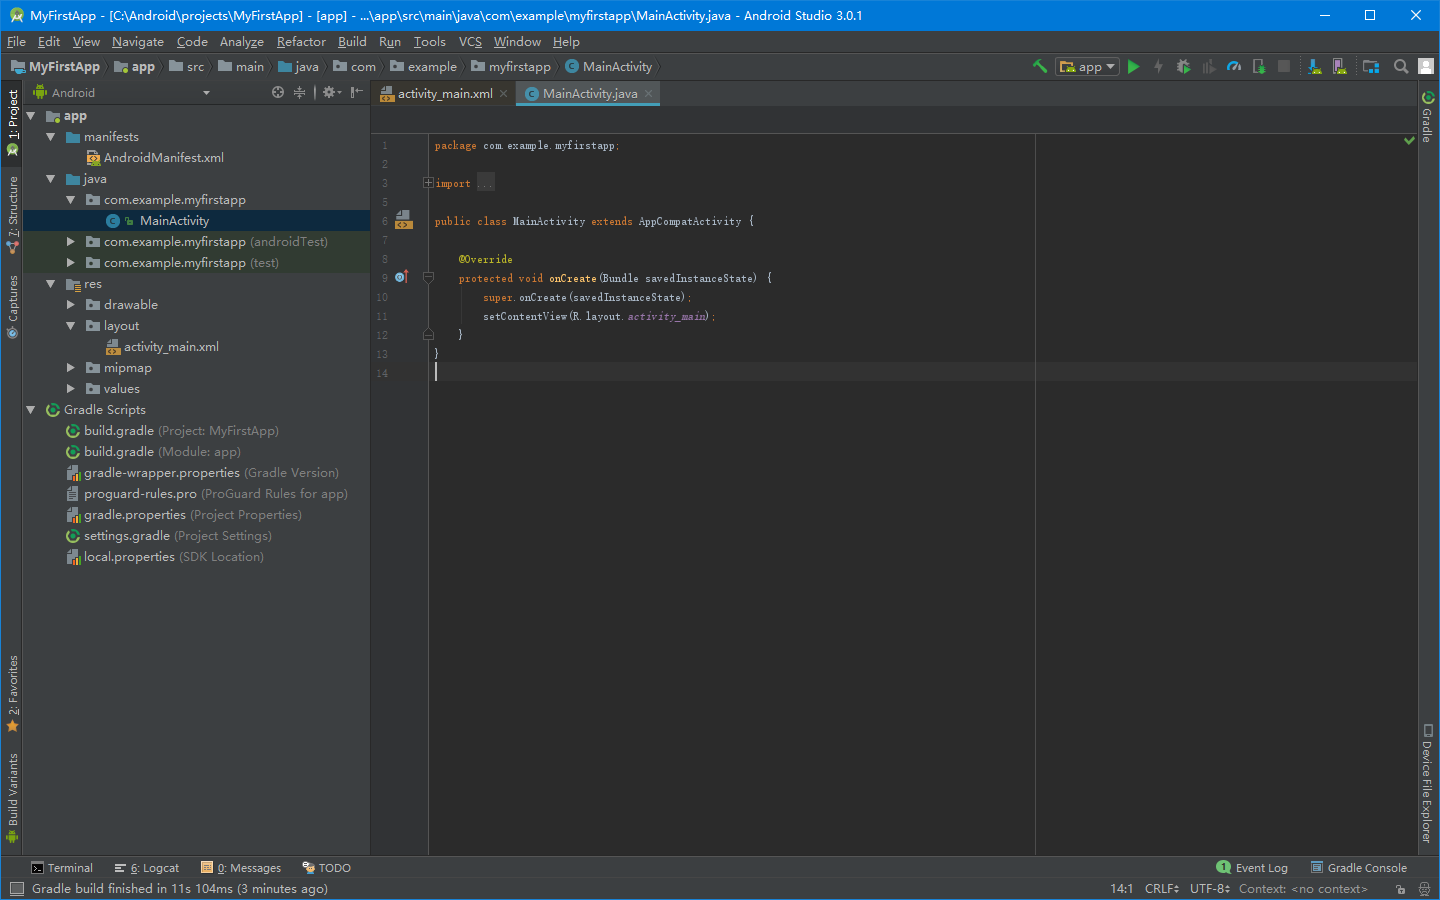 MyFirstApp - [C:\Android\projects\MyFirstApp] - [app] - ...\app\src\main\java\com\example\myfirstapp\MainActivity.java - Android Studio 3.0.1
File Edit View Navigate Code Analyze Refactor Build Run Tools VCS Window Help
MyFirstApp app src main java com example myfirstapp MainActivity app
1: Project
7: Structure
Captures
2: Favorites
Build Variants
Android
app
manifests
AndroidManifest.xml
java
com.example.myfirstapp
MainActivity
com.example.myfirstapp (androidTest)
com.example.myfirstapp (test)
res
drawable
layout
activity_main.xml
mipmap
values
Gradle Scripts
build.gradle (Project: MyFirstApp)
build.gradle (Module: app)
gradle-wrapper.properties (Gradle Version)
proguard-rules.pro (ProGuard Rules for app)
gradle.properties (Project Properties)
settings.gradle (Project Settings)
local.properties (SDK Location)
activity_main.xml MainActivity.java
1 package com.example.myfirstapp;
2
3 import ...
5
6 public class MainActivity extends AppCompatActivity {
7
8 @Override
9 protected void onCreate(Bundle savedInstanceState) {
10 super.onCreate(savedInstanceState);
11 setContentView(R.layout.activity_main);
12 }
13 }
14
Gradle
Device File Explorer
Terminal 6: Logcat 0: Messages TODO 1 Event Log Gradle Console
Gradle build finished in 11s 104ms (3 minutes ago) 14:1 CRLF UTF-8 Context: <no context>